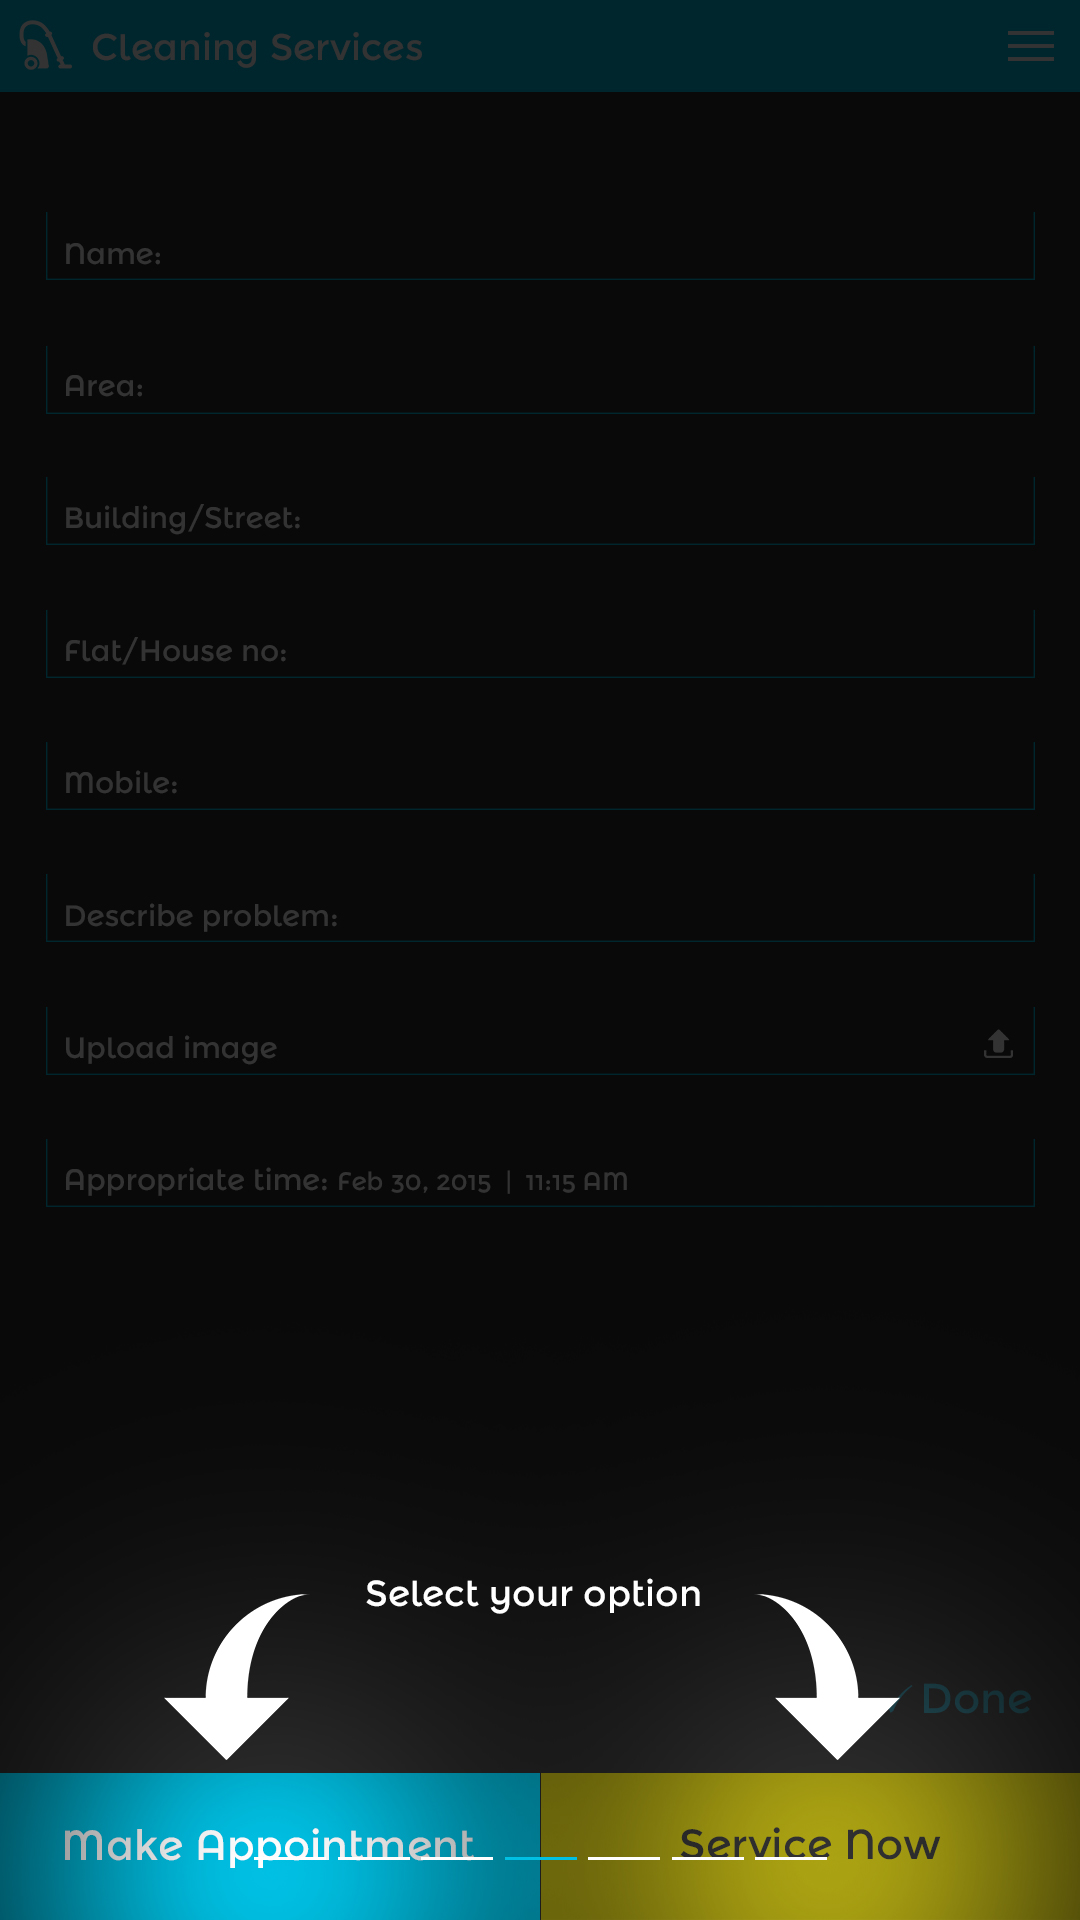 Cleaning Services
Name:
Area:
Building/Street:
Flat/House no:
Mobile:
Describe problem:
Upload image
Appropriate time: Feb 30, 2015 | 11:15 AM
Select your option
Done
Make Appointment
Service Now